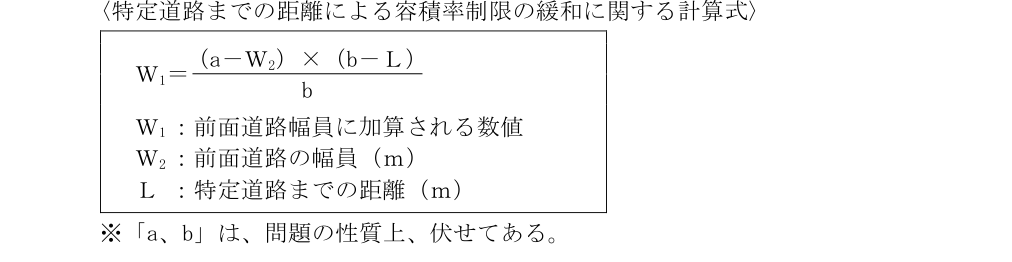 〈特定道路までの距離による容積率制限の緩和に関する計算式〉
W₁＝(a－W₂)×(b－L)/b
W₁：前面道路幅員に加算される数値
W₂：前面道路の幅員（m）
L ：特定道路までの距離（m）
※「a、b」は、問題の性質上、伏せてある。